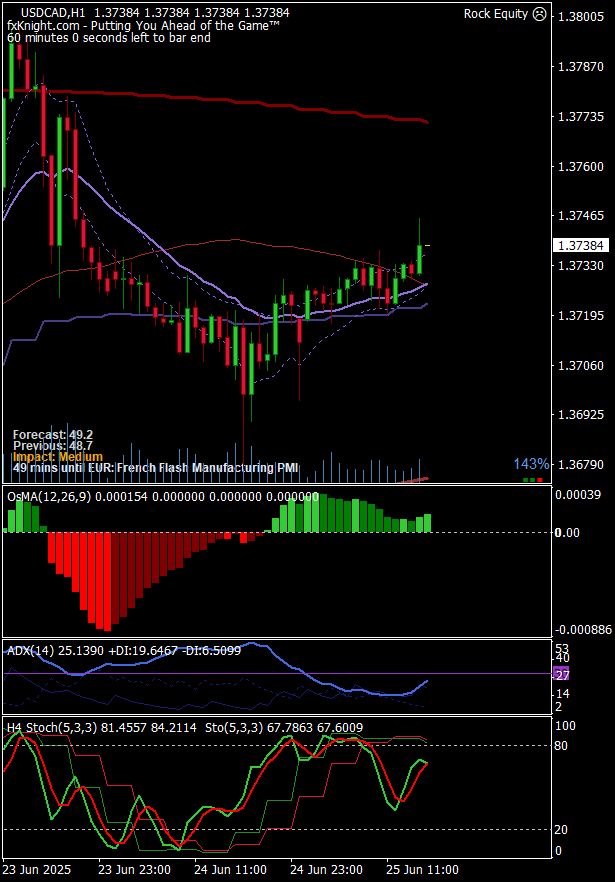 USDCAD,H1 1.37384 1.37384 1.37384 1.37384
Rock Equity
fxKnight.com - Putting You Ahead of the Game™
60 minutes 0 seconds left to bar end
1.38005
1.37870
1.37735
1.37600
1.37465
1.37384
1.37330
1.37195
1.37060
1.36925
1.36790
Forecast: 49.2
Previous: 48.7
Impact: Medium
49 mins until EUR: French Flash Manufacturing PMI
143%
OsMA(12,26,9) 0.000154 0.000000 0.000000 0.000000
0.00039
0.00
-0.000886
ADX(14) 25.1390 +DI:19.6467 -DI:6.5099
53
40
27
14
2
H4 Stoch(5,3,3) 81.4557 84.2114 Sto(5,3,3) 67.7863 67.6009
100
80
20
0
23 Jun 2025
23 Jun 23:00
24 Jun 11:00
24 Jun 23:00
25 Jun 11:00